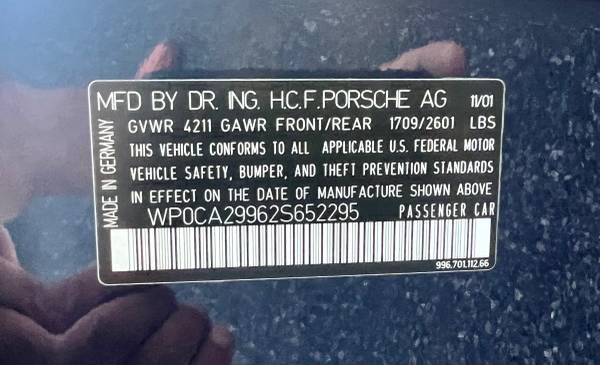 MFD BY DR. ING. H.C.F. PORSCHE AG 11/01
GVWR 4211 GAWR FRONT/REAR 1709/2601 LBS
THIS VEHICLE CONFORMS TO ALL APPLICABLE U.S. FEDERAL MOTOR
VEHICLE SAFETY, BUMPER, AND THEFT PREVENTION STANDARDS
IN EFFECT ON THE DATE OF MANUFACTURE SHOWN ABOVE
WP0CA29962S652295 PASSENGER CAR
996.701.112.66
MADE IN GERMANY